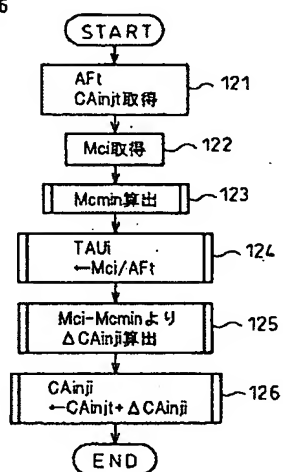 START
AFt
CAinjt取得
121
Mci取得
122
Mcmin算出
123
TAUi
←Mci/AFt
124
Mci-Mcminより
ΔCAinji算出
125
CAinji
←CAinjt+ΔCAinji
126
END